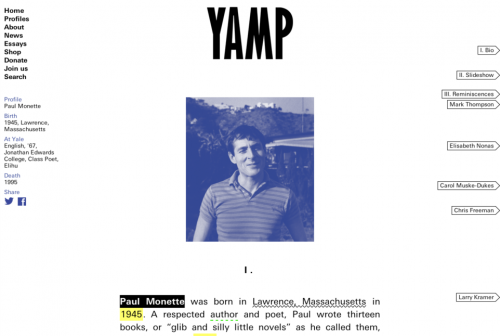 Home
Profiles
About
News
Essays
Shop
Donate
Join us
Search
Profile
Paul Monette
Birth
1945, Lawrence,
Massachusetts
At Yale
English, '67,
Jonathan Edwards
College, Class Poet,
Elihu
Death
1995
Share
YAMP
I. Bio
II. Slideshow
III. Reminiscences
Mark Thompson
Elisabeth Nonas
Carol Muske-Dukes
Chris Freeman
Larry Kramer
I.
Paul Monette was born in Lawrence, Massachusetts in
1945. A respected author and poet, Paul wrote thirteen
books, or “glib and silly little novels” as he called them,